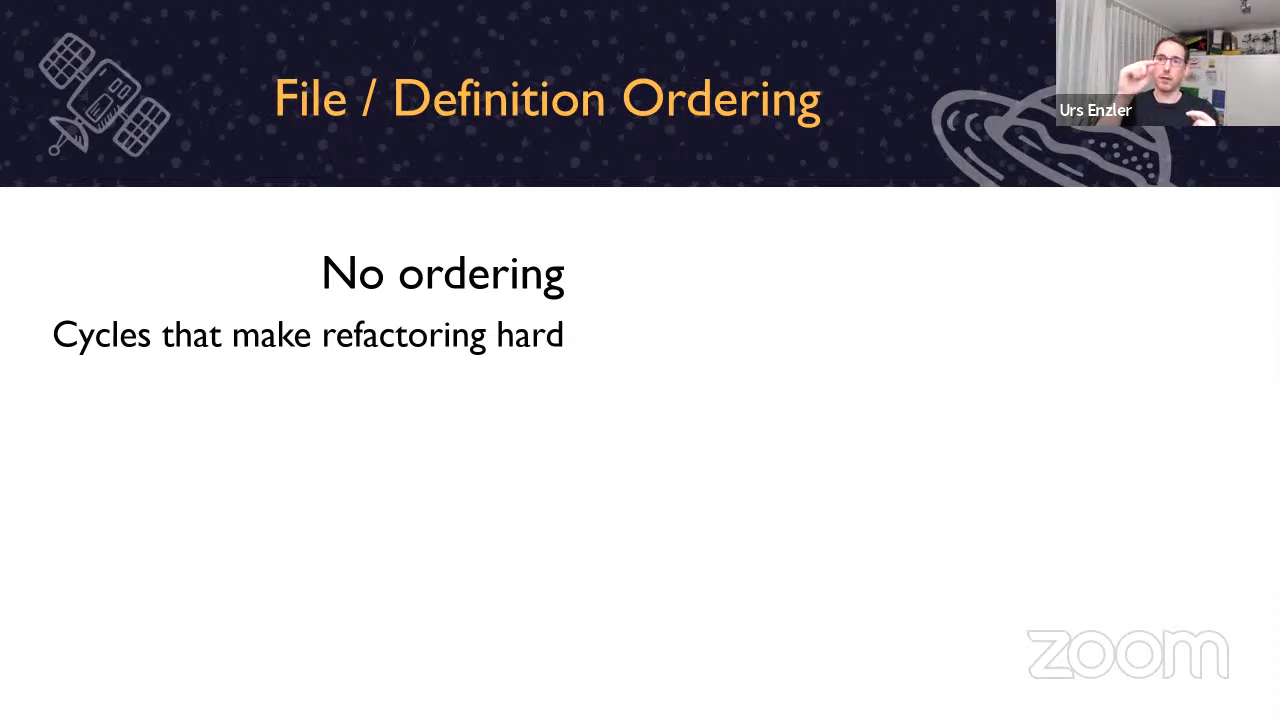 File / Definition Ordering
Urs Enzler
No ordering
Cycles that make refactoring hard
zoom